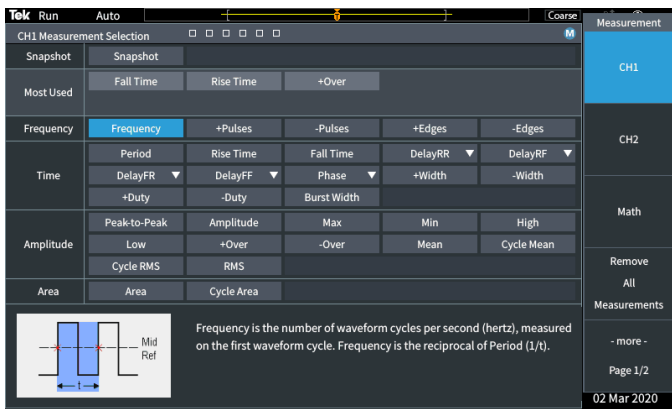 Tek Run Auto Coarse
Measurement
CH1 Measurement Selection M
Snapshot Snapshot
CH1
Most Used Fall Time Rise Time +Over
Frequency Frequency +Pulses -Pulses +Edges -Edges
CH2
Time Period Rise Time Fall Time DelayRR DelayRF
DelayFR DelayFF Phase +Width -Width
+Duty -Duty Burst Width
Math
Amplitude Peak-to-Peak Amplitude Max Min High
Low +Over -Over Mean Cycle Mean
Cycle RMS RMS
Remove
All
Measurements
Area Area Cycle Area
Mid
Ref
t
Frequency is the number of waveform cycles per second (hertz), measured
on the first waveform cycle. Frequency is the reciprocal of Period (1/t).
- more -
Page 1/2
02 Mar 2020